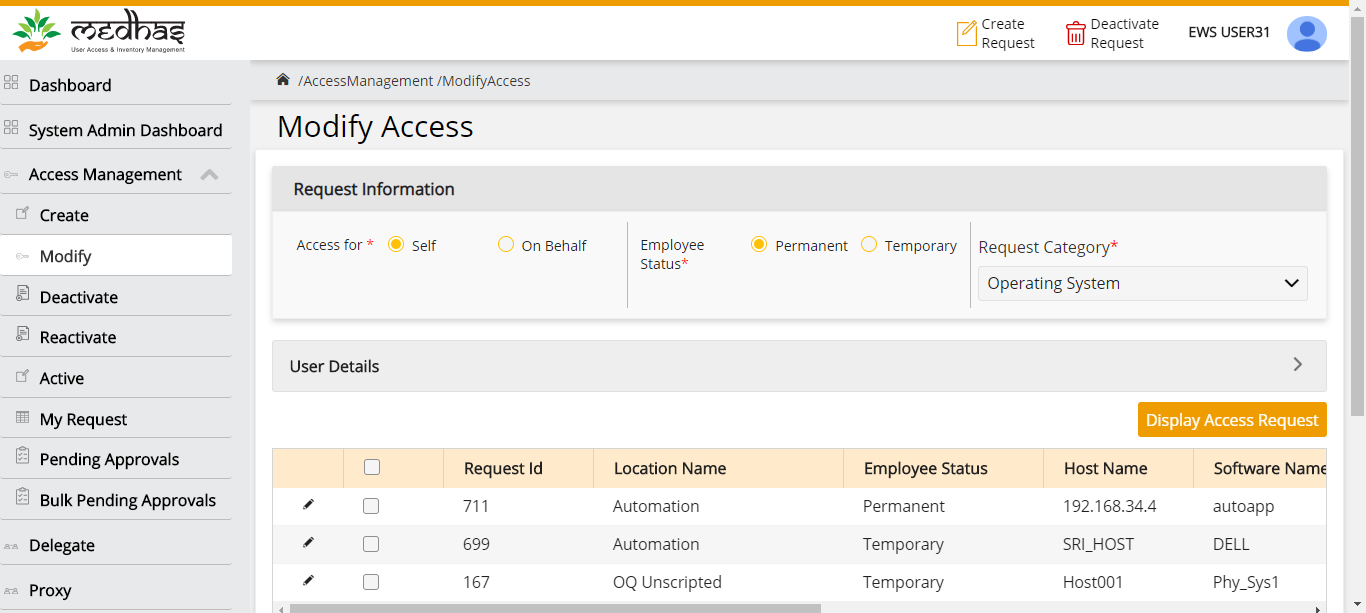 medhas
User Access & Inventory Management
Create
Request
Deactivate
Request
EWS USER31
Dashboard
System Admin Dashboard
Access Management
Create
Modify
Deactivate
Reactivate
Active
My Request
Pending Approvals
Bulk Pending Approvals
Delegate
Proxy
/AccessManagement /ModifyAccess
Modify Access
Request Information
Access for * Self On Behalf
Employee
Status*
Permanent Temporary
Request Category*
Operating System
User Details
Display Access Request
Request Id Location Name Employee Status Host Name Software Name
711 Automation Permanent 192.168.34.4 autoapp
699 Automation Temporary SRI_HOST DELL
167 OQ Unscripted Temporary Host001 Phy_Sys1